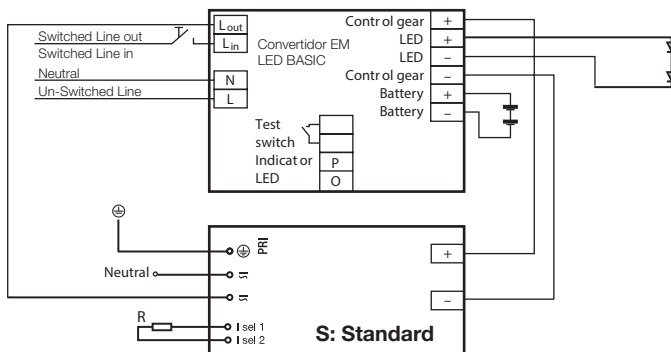 Switched Line out
Switched Line in
Neutral
Un-Switched Line
Lout
Lin
N
L
Convertidor EM
LED BASIC
Control gear +
LED +
LED –
Control gear –
Battery +
Battery –
Test
switch
Indicator
LED
P
O
PRI
Neutral
R
I sel 1
I sel 2
+
–
S: Standard